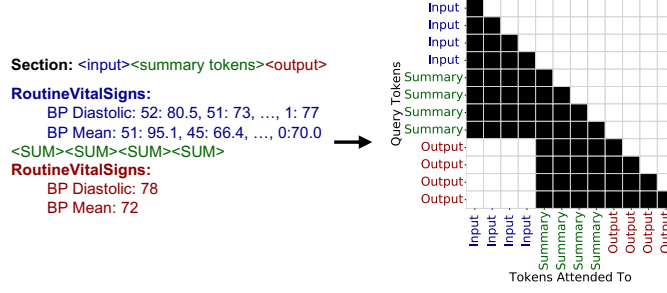 Section: <input><summary tokens><output>
RoutineVitalSigns:
BP Diastolic: 52: 80.5, 51: 73, ..., 1: 77
BP Mean: 51: 95.1, 45: 66.4, ..., 0:70.0
<SUM><SUM><SUM><SUM>
RoutineVitalSigns:
BP Diastolic: 78
BP Mean: 72
Query Tokens
Input
Input
Input
Input
Summary
Summary
Summary
Summary
Output
Output
Output
Output
Input
Input
Input
Input
Summary
Summary
Summary
Summary
Output
Output
Output
Output
Tokens Attended To